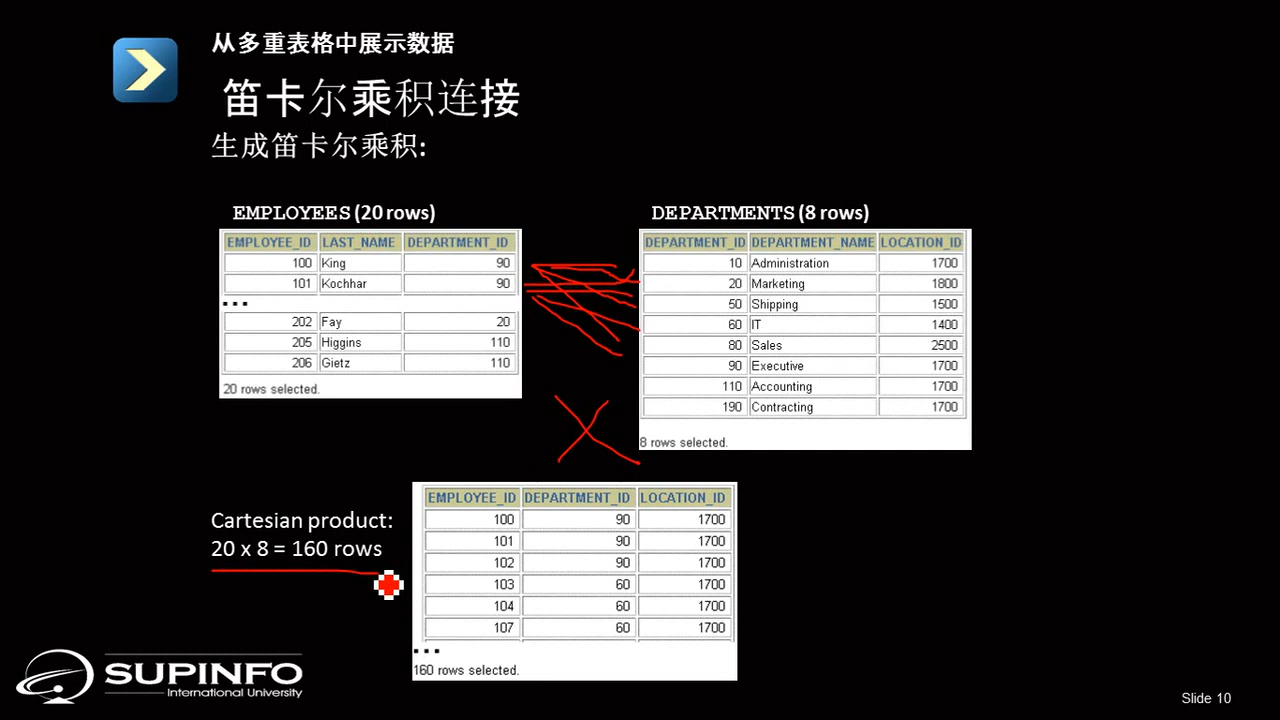 从多重表格中展示数据
笛卡尔乘积连接
生成笛卡尔乘积:
EMPLOYEES (20 rows)
EMPLOYEE_ID LAST_NAME DEPARTMENT_ID
100 King 90
101 Kochhar 90
...
202 Fay 20
205 Higgins 110
206 Gietz 110
20 rows selected.
DEPARTMENTS (8 rows)
DEPARTMENT_ID DEPARTMENT_NAME LOCATION_ID
10 Administration 1700
20 Marketing 1800
50 Shipping 1500
60 IT 1400
80 Sales 2500
90 Executive 1700
110 Accounting 1700
190 Contracting 1700
8 rows selected.
Cartesian product:
20 x 8 = 160 rows
EMPLOYEE_ID DEPARTMENT_ID LOCATION_ID
100 90 1700
101 90 1700
102 90 1700
103 60 1700
104 60 1700
107 60 1700
...
160 rows selected.
SUPINFO
International University
Slide 10